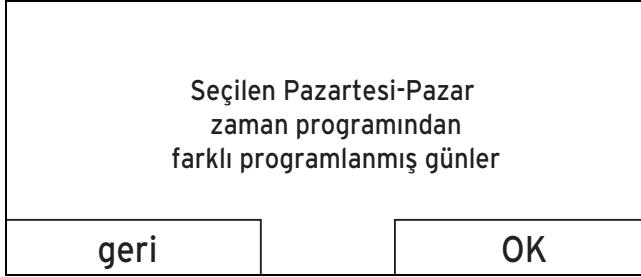 Seçilen Pazartesi-Pazar
zaman programından
farklı programlanmış günler
geri
OK